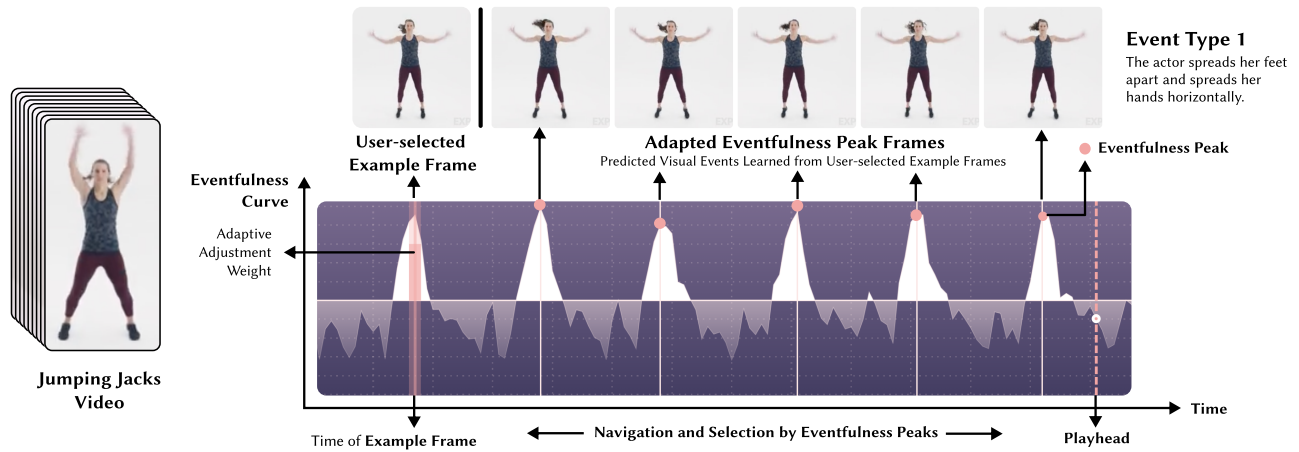 Event Type 1
The actor spreads her feet
apart and spreads her
hands horizontally.
User-selected
Example Frame
Adapted Eventfulness Peak Frames
Predicted Visual Events Learned from User-selected Example Frames
Eventfulness Peak
Eventfulness
Curve
Adaptive
Adjustment
Weight
Jumping Jacks
Video
Time
Time of Example Frame
Navigation and Selection by Eventfulness Peaks
Playhead